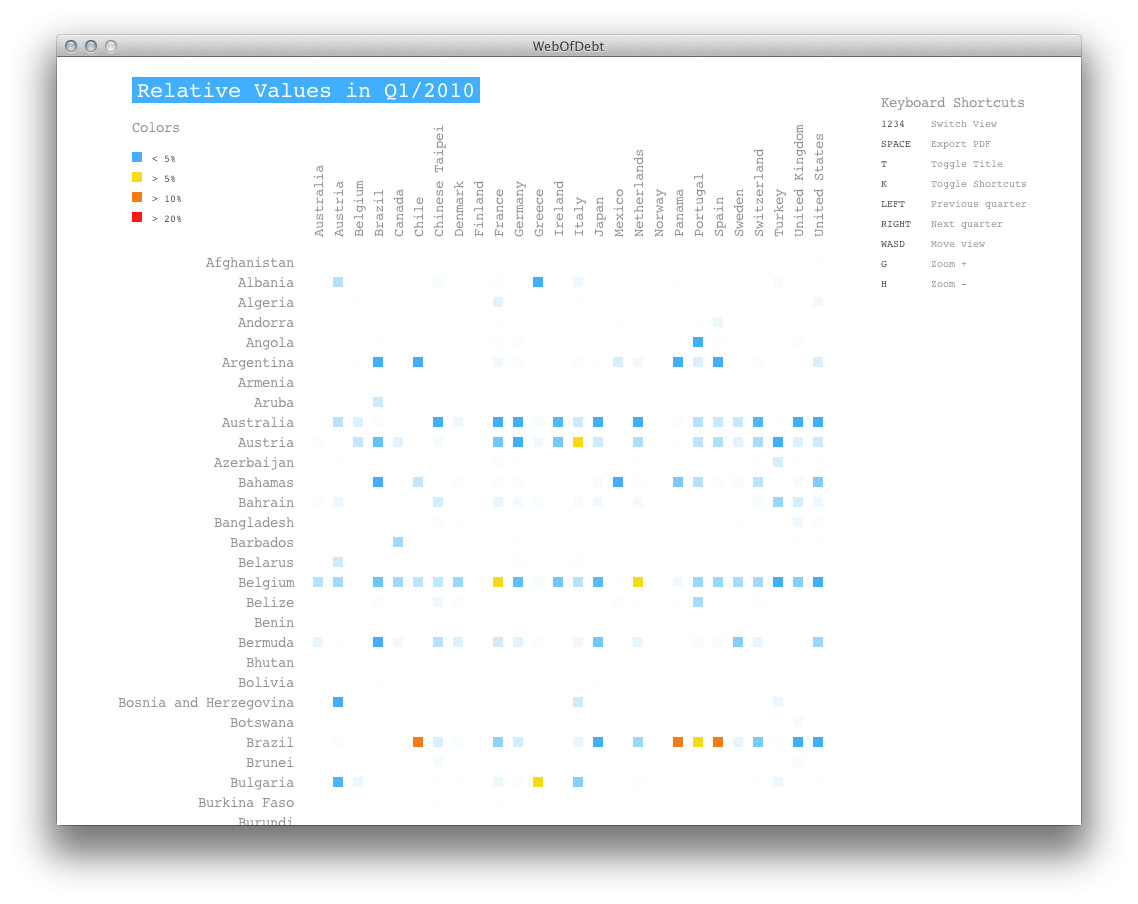 WebOfDebt
Relative Values in Q1/2010
Colors
< 5%
> 5%
> 10%
> 20%
Australia
Austria
Belgium
Brazil
Canada
Chile
Chinese Taipei
Denmark
Finland
France
Germany
Greece
Ireland
Italy
Japan
Mexico
Netherlands
Norway
Panama
Portugal
Spain
Sweden
Switzerland
Turkey
United Kingdom
United States
Keyboard Shortcuts
1234 Switch View
SPACE Export PDF
T Toggle Title
K Toggle Shortcuts
LEFT Previous quarter
RIGHT Next quarter
WASD Move view
G Zoom +
H Zoom -
Afghanistan
Albania
Algeria
Andorra
Angola
Argentina
Armenia
Aruba
Australia
Austria
Azerbaijan
Bahamas
Bahrain
Bangladesh
Barbados
Belarus
Belgium
Belize
Benin
Bermuda
Bhutan
Bolivia
Bosnia and Herzegovina
Botswana
Brazil
Brunei
Bulgaria
Burkina Faso
Burundi